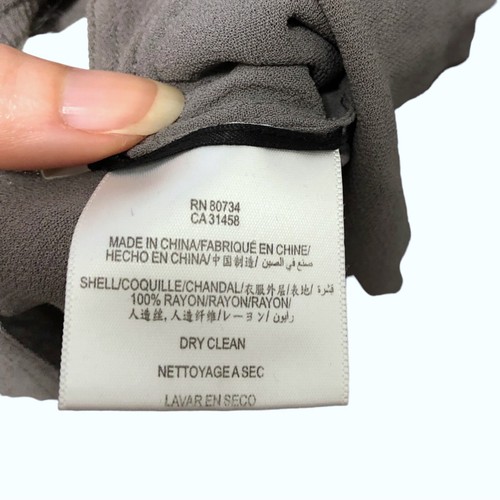 RN 80734
CA 31458
MADE IN CHINA/FABRIQUÉ EN CHINE/
HECHO EN CHINA/中国制造/ صنع في الصين/
SHELL/COQUILLE/CHANDAL/衣服外层/表地/ قشرة/
100% RAYON/RAYON/RAYON/
人造丝,人造纤维/レーヨン/ رايون/
DRY CLEAN
NETTOYAGE A SEC
LAVAR EN SECO